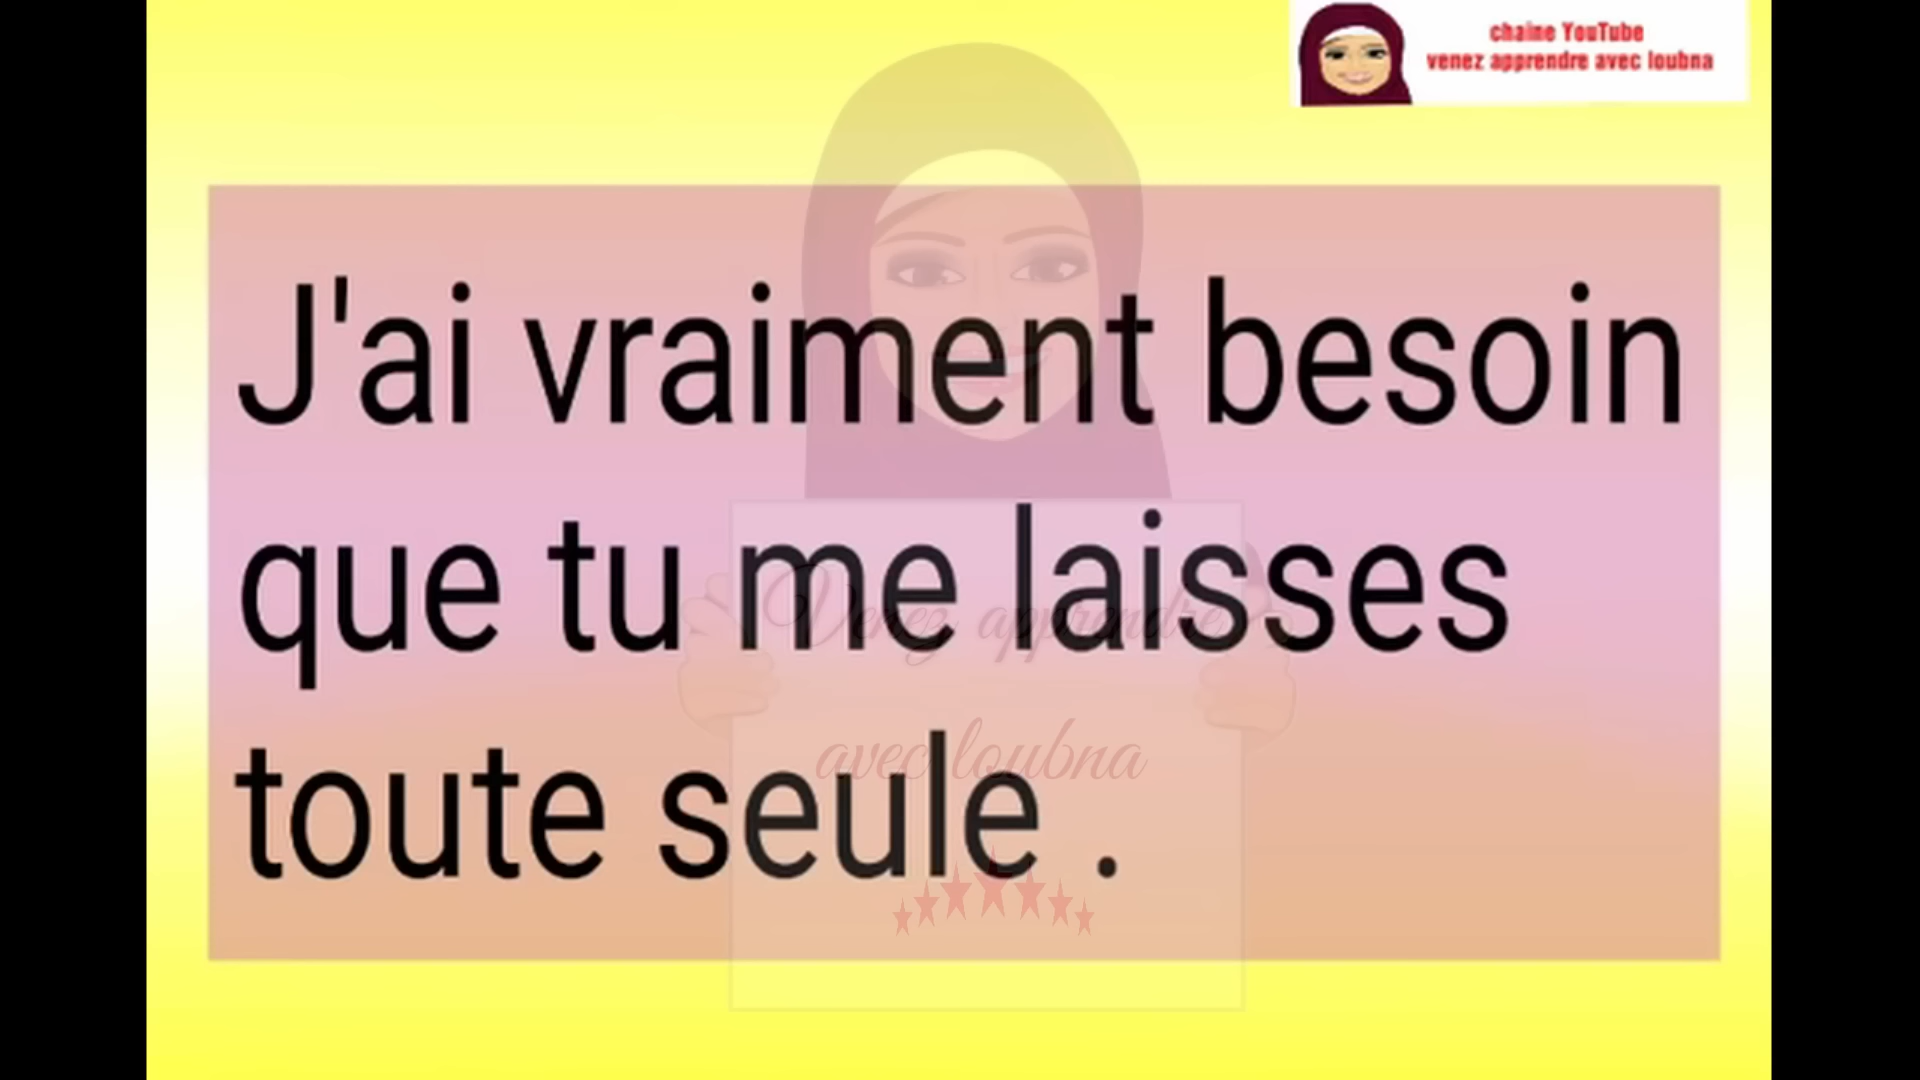 chaine YouTube
venez apprendre avec loubna
J'ai vraiment besoin
que tu me laisses
toute seule .
Venez apprendre
avec loubna